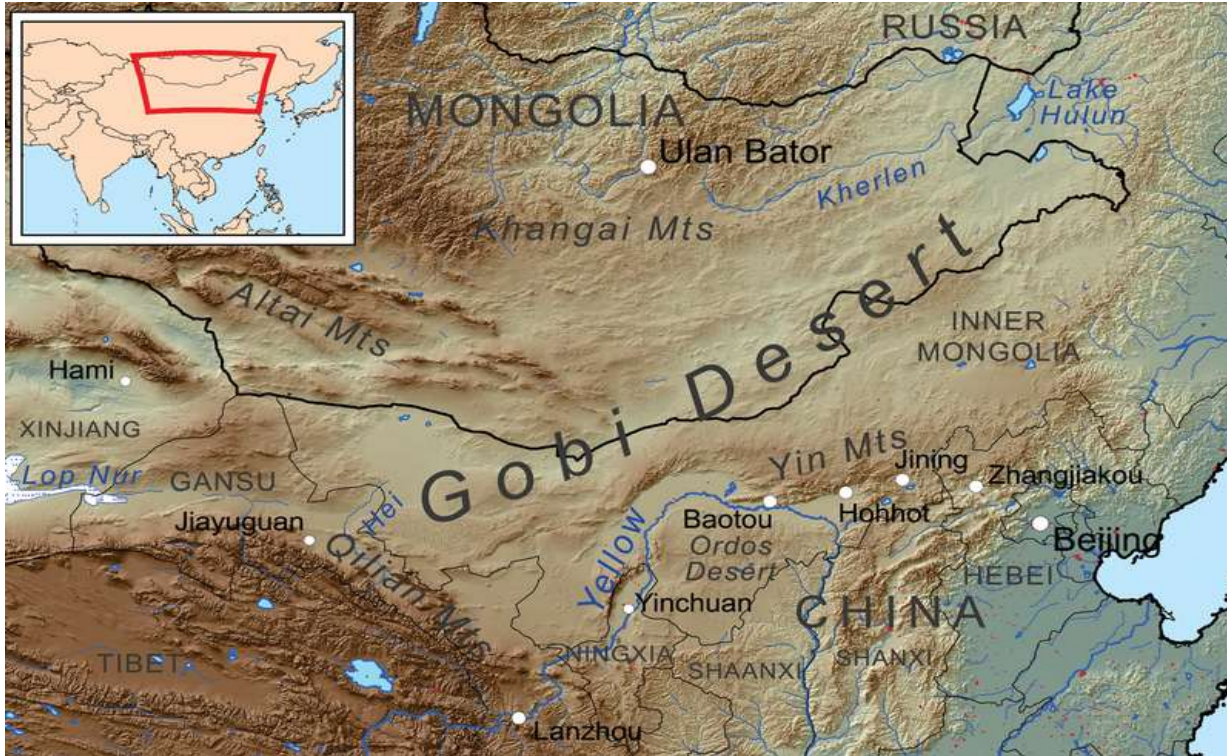 RUSSIA
MONGOLIA
Lake
Hulun
Ulan Bator
Kherlen
Khangai Mts
Altai Mts
Gobi Desert
INNER
MONGOLIA
Hami
XINJIANG
Lop Nur
GANSU
Jiayuguan
Hei
Qilian Mts
Yin Mts
Jining
Zhangjiakou
Baotou
Hohhot
Beijing
Ordos
Desert
Yellow
Yinchuan
HEBEI
CHINA
TIBET
NINGXIA
SHAANXI
SHANXI
Lanzhou